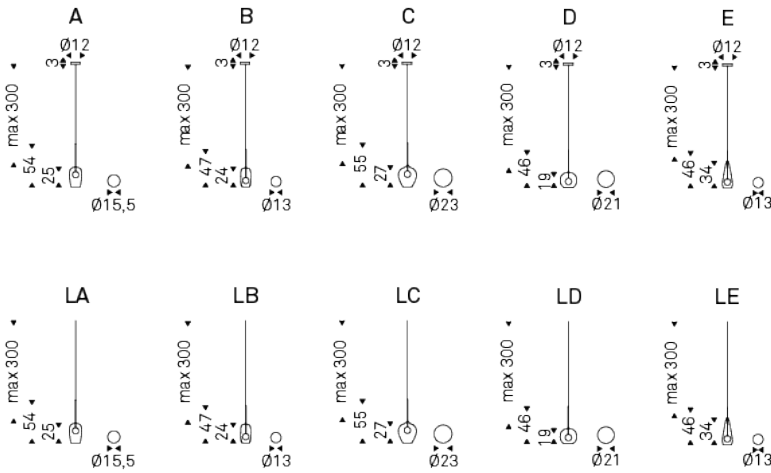 A B C D E
Ø12 Ø12 Ø12 Ø12 Ø12
3 3 3 3 3
max 300 max 300 max 300 max 300 max 300
54 25 47 24 55 27 46 19 46 34
Ø15,5 Ø13 Ø23 Ø21 Ø13
LA LB LC LD LE
max 300 max 300 max 300 max 300 max 300
54 25 47 24 55 27 46 19 46 34
Ø15,5 Ø13 Ø23 Ø21 Ø13